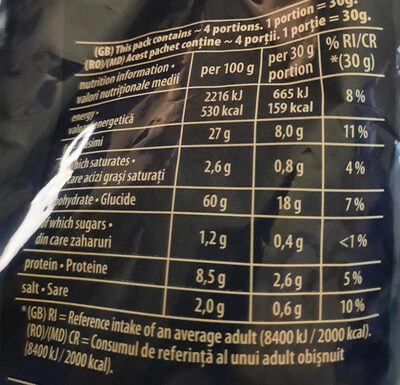 (GB) This pack contains ~ 4 portions. 1 portion = 30g.
(RO)/(MD) Acest pachet conține ~ 4 porții. 1 porție = 30g.
nutrition information •
valori nutriționale medii
per 100 g
per 30 g
portion
% RI/CR
*(30 g)
energy •
energetică
2216 kJ
530 kcal
665 kJ
159 kcal
8%
27 g
8,0 g
11%
saturates •
acizi grași saturați
2,6 g
0,8 g
4%
• Glucide
60 g
18 g
7%
of which sugars •
din care zaharuri
1,2 g
0,4 g
<1%
protein • Proteine
8,5 g
2,6 g
5%
salt • Sare
2,0 g
0,6 g
10%
*(GB) RI = Reference intake of an average adult (8400 kJ / 2000 kcal).
(RO)/(MD) CR = Consumul de referință al unui adult obișnuit
(8400 kJ / 2000 kcal).